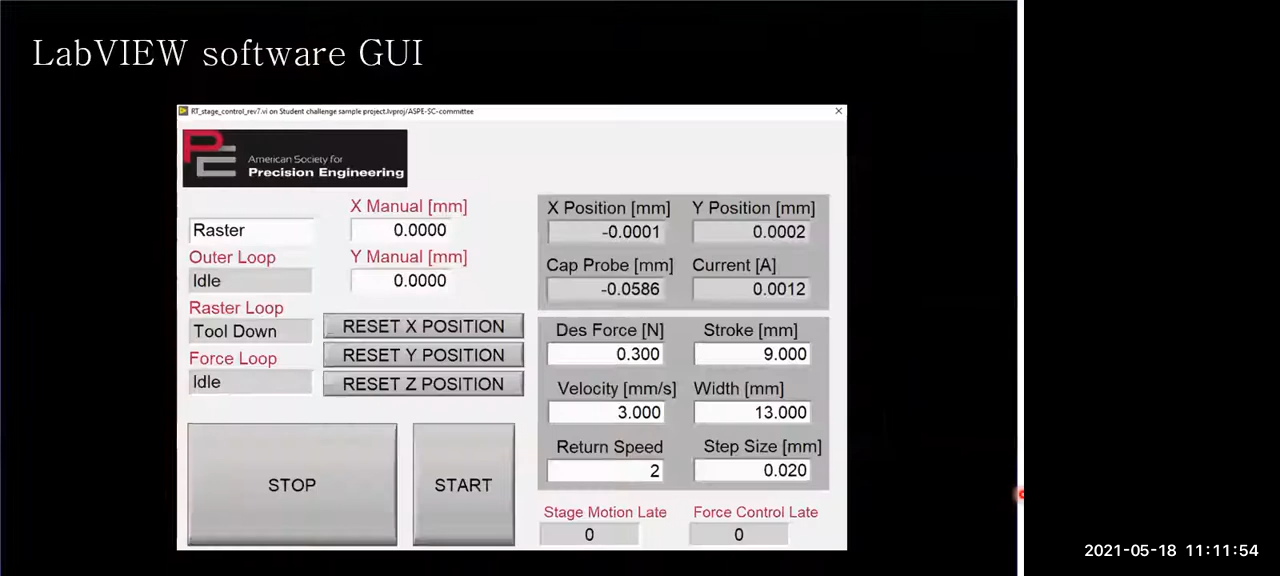 LabVIEW software GUI
RT_stage_control_rev7.vi on Student challenge sample project.lvproj/ASPE-SC-committee
American Society for
Precision Engineering
Raster
Outer Loop
Idle
Raster Loop
Tool Down
Force Loop
Idle
X Manual [mm]
0.0000
Y Manual [mm]
0.0000
RESET X POSITION
RESET Y POSITION
RESET Z POSITION
STOP
START
X Position [mm] Y Position [mm]
-0.0001 0.0002
Cap Probe [mm] Current [A]
-0.0586 0.0012
Des Force [N] Stroke [mm]
0.300 9.000
Velocity [mm/s] Width [mm]
3.000 13.000
Return Speed Step Size [mm]
2 0.020
Stage Motion Late Force Control Late
0 0
2021-05-18 11:11:54